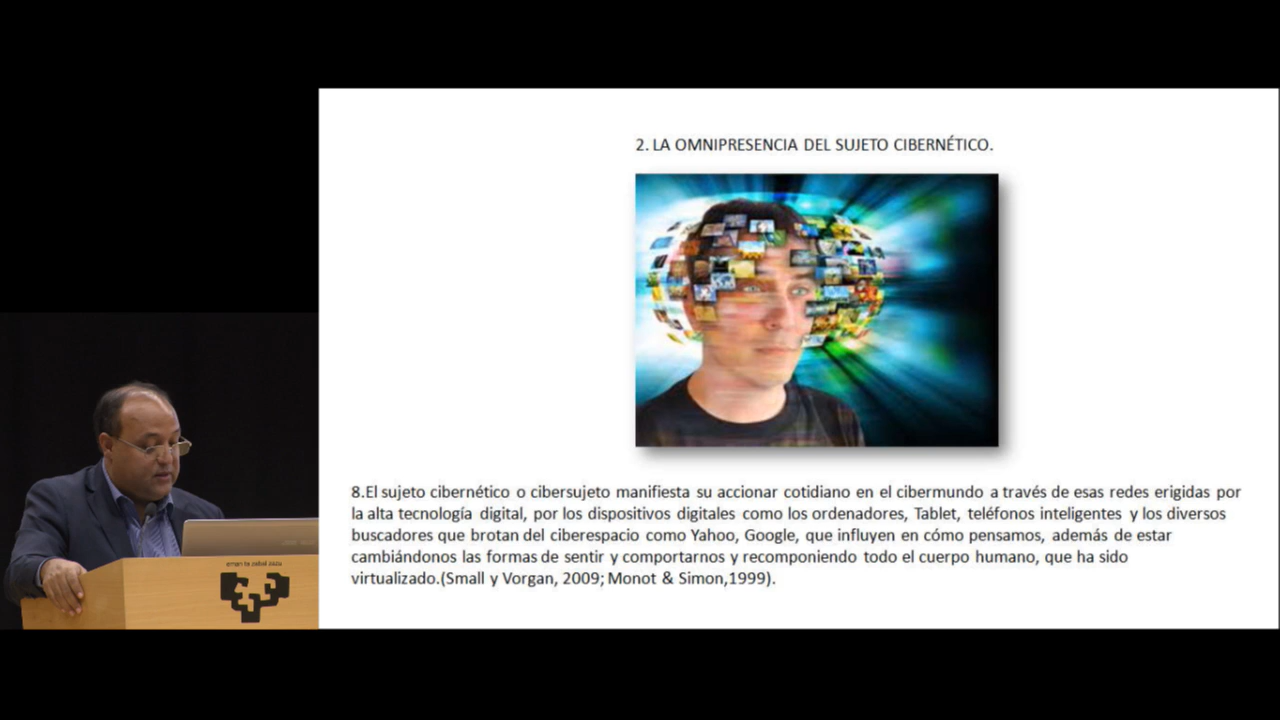 2. LA OMNIPRESENCIA DEL SUJETO CIBERNÉTICO.
8.El sujeto cibernético o cibersujeto manifiesta su accionar cotidiano en el cibermundo a través de esas redes erigidas por
la alta tecnología digital, por los dispositivos digitales como los ordenadores, Tablet, teléfonos inteligentes y los diversos
buscadores que brotan del ciberespacio como Yahoo, Google, que influyen en cómo pensamos, además de estar
cambiándonos las formas de sentir y comportarnos y recomponiendo todo el cuerpo humano, que ha sido
virtualizado.(Small y Vorgan, 2009; Monot & Simon,1999).
eman ta zabal zazu